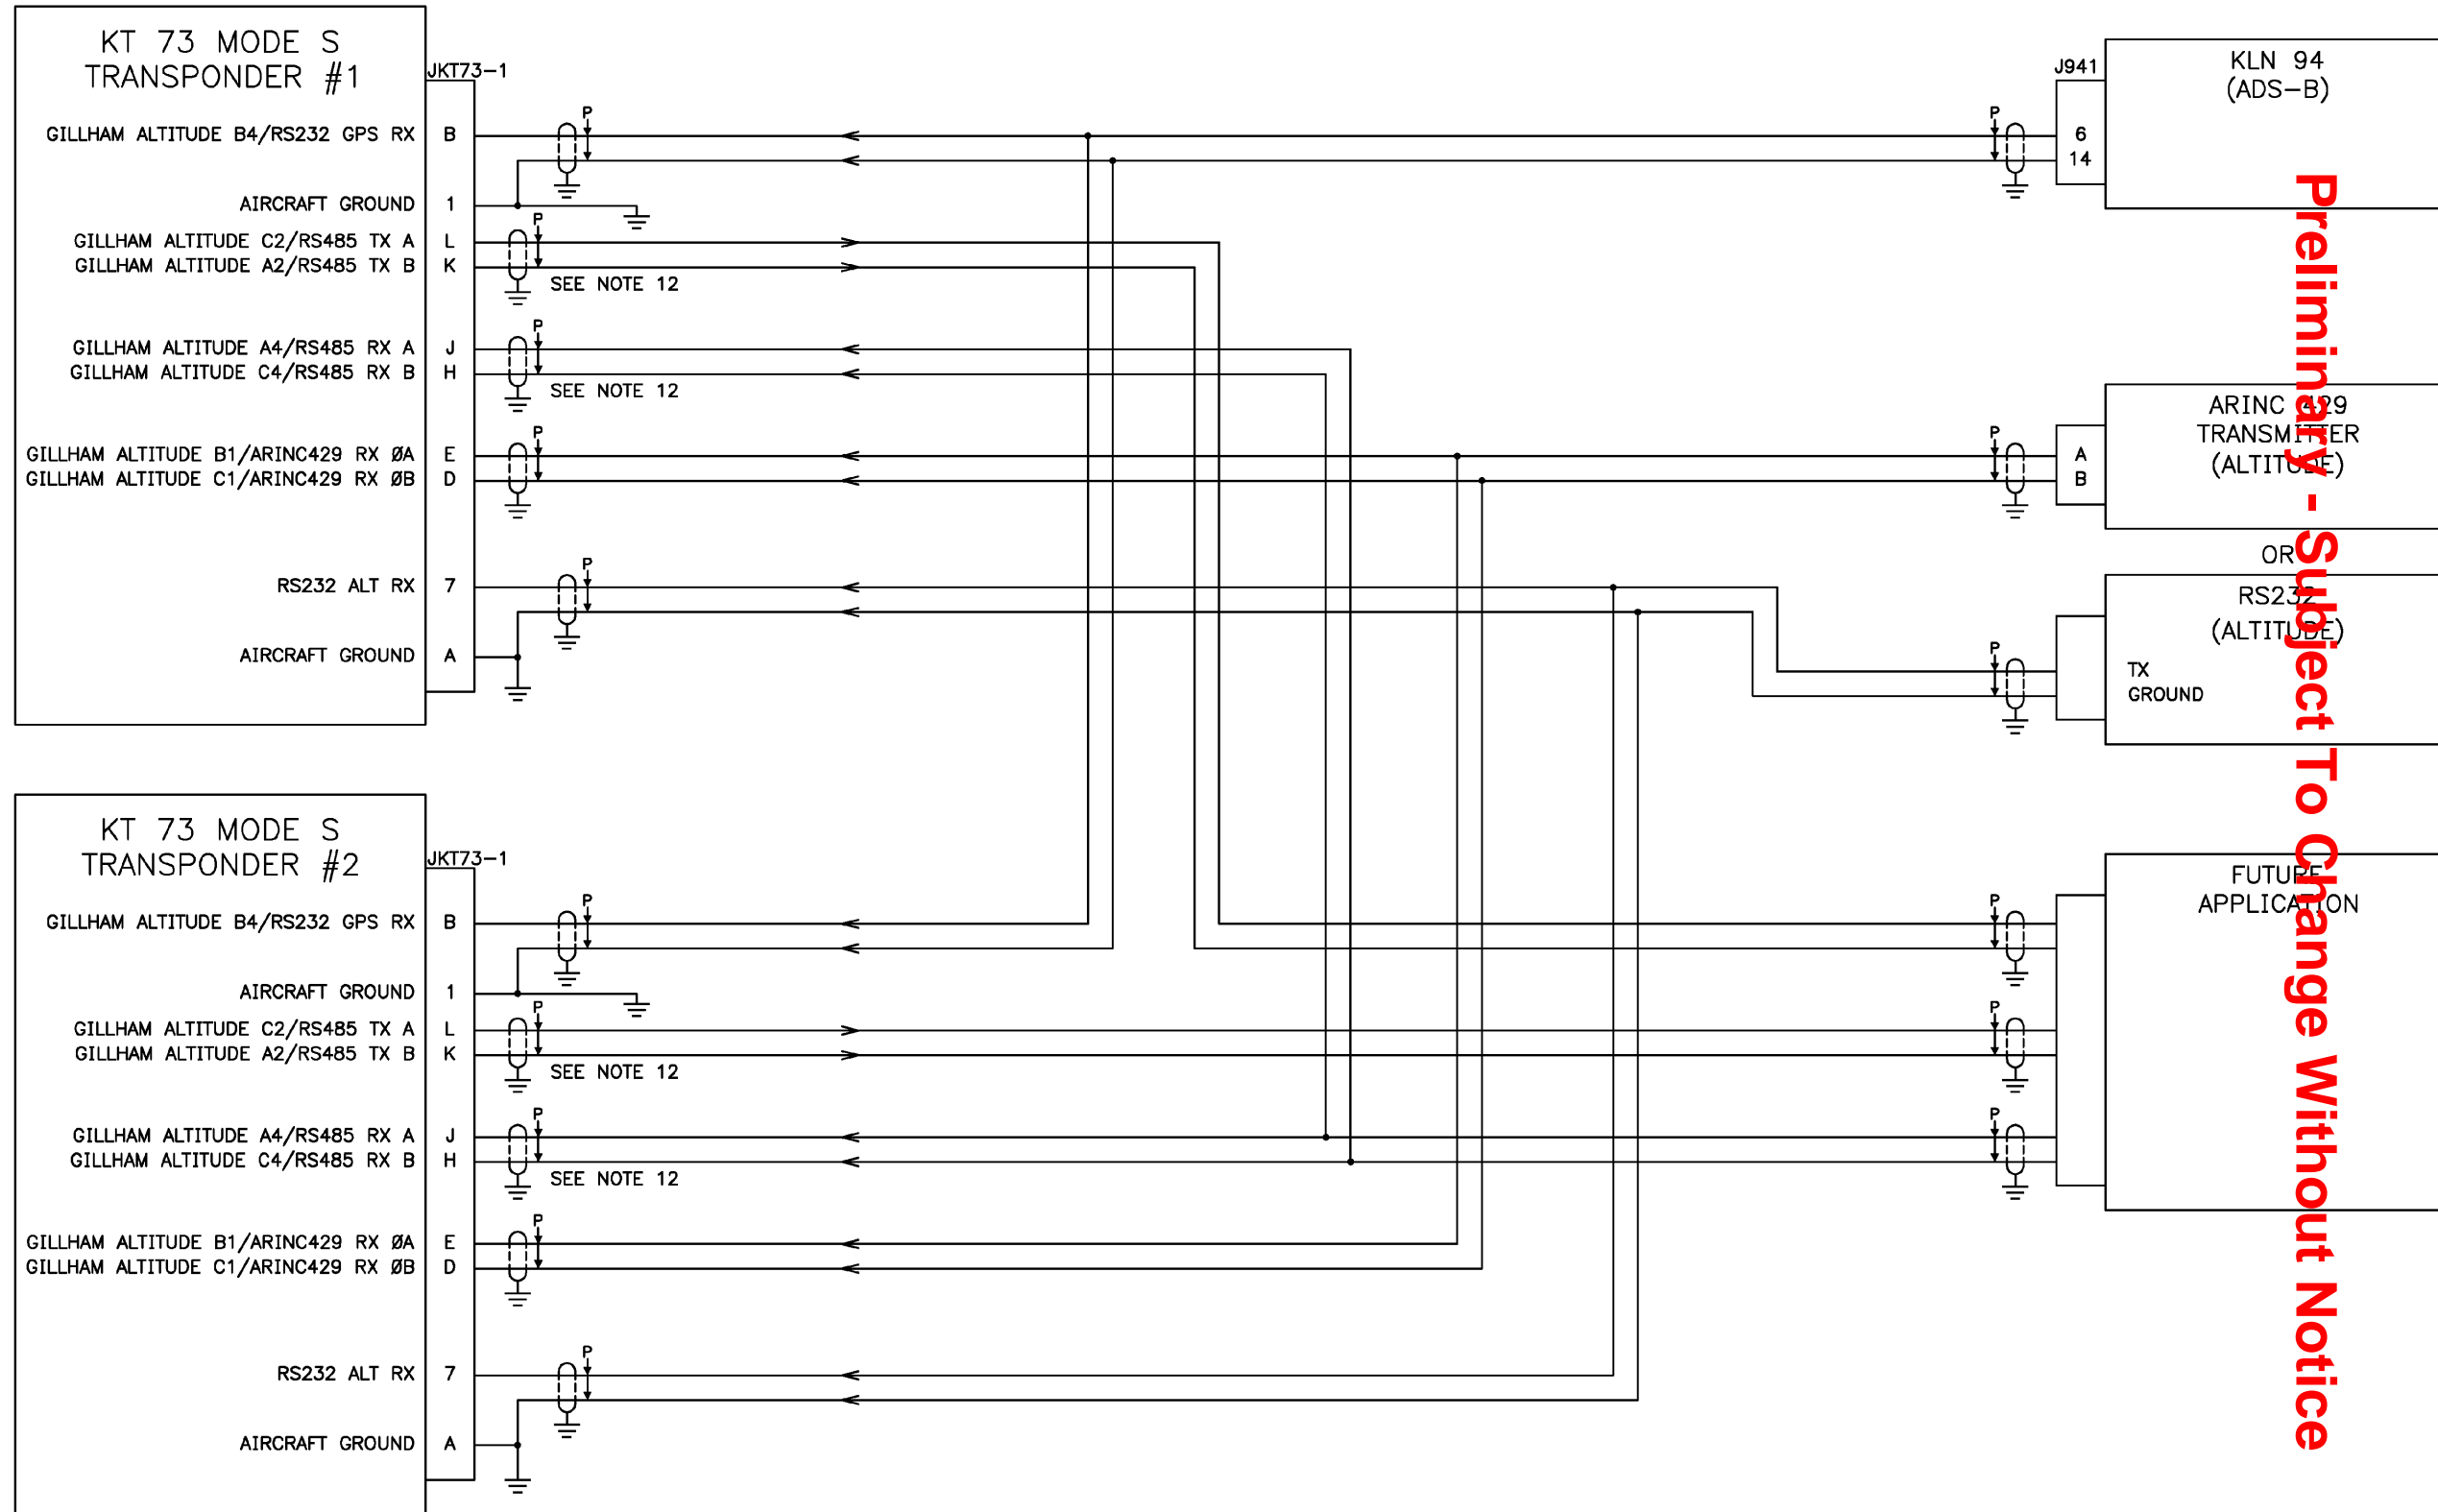 KT 73 MODE S
TRANSPONDER #1
JKT73-1
GILLHAM ALTITUDE B4/RS232 GPS RX B
P
AIRCRAFT GROUND 1
P
GILLHAM ALTITUDE C2/RS485 TX A L
GILLHAM ALTITUDE A2/RS485 TX B K
SEE NOTE 12
P
GILLHAM ALTITUDE A4/RS485 RX A J
GILLHAM ALTITUDE C4/RS485 RX B H
SEE NOTE 12
P
GILLHAM ALTITUDE B1/ARINC429 RX ØA E
GILLHAM ALTITUDE C1/ARINC429 RX ØB D
P
RS232 ALT RX 7
AIRCRAFT GROUND A
KT 73 MODE S
TRANSPONDER #2
JKT73-1
P
GILLHAM ALTITUDE B4/RS232 GPS RX B
AIRCRAFT GROUND 1
P
GILLHAM ALTITUDE C2/RS485 TX A L
GILLHAM ALTITUDE A2/RS485 TX B K
SEE NOTE 12
P
GILLHAM ALTITUDE A4/RS485 RX A J
GILLHAM ALTITUDE C4/RS485 RX B H
SEE NOTE 12
P
GILLHAM ALTITUDE B1/ARINC429 RX ØA E
GILLHAM ALTITUDE C1/ARINC429 RX ØB D
P
RS232 ALT RX 7
AIRCRAFT GROUND A
J941
KLN 94
(ADS-B)
P
6
14
ARINC 429
TRANSMITTER
(ALTITUDE)
P
A
B
OR
RS232
(ALTITUDE)
P
TX
GROUND
FUTURE
APPLICATION
P
P
P
Preliminary - Subject To Change Without Notice